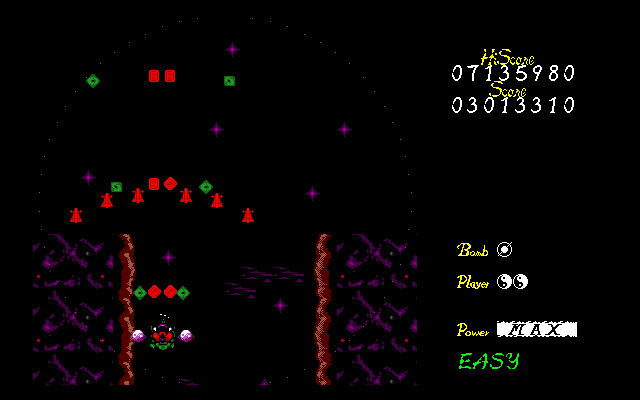 HiScore
07135980
Score
03013310
Bomb
Player
Power MAX
EASY